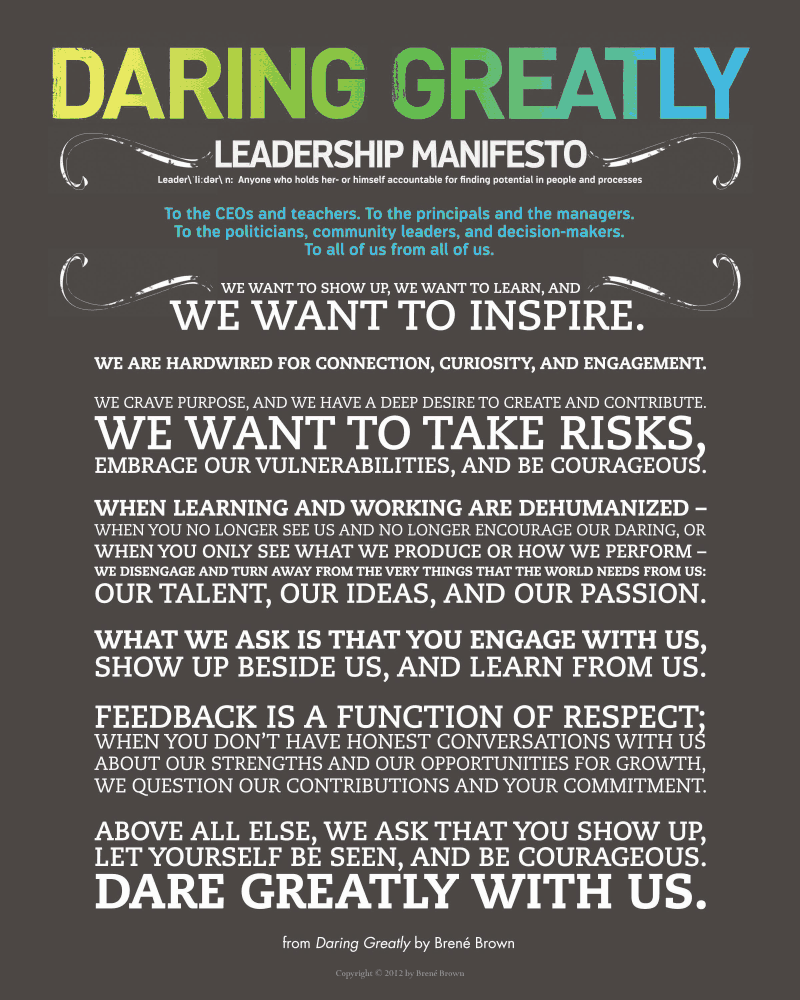 DARING GREATLY
LEADERSHIP MANIFESTO
Leader\ˈli:dər\ n: Anyone who holds her- or himself accountable for finding potential in people and processes
To the CEOs and teachers. To the principals and the managers.
To the politicians, community leaders, and decision-makers.
To all of us from all of us.
WE WANT TO SHOW UP, WE WANT TO LEARN, AND
WE WANT TO INSPIRE.
WE ARE HARDWIRED FOR CONNECTION, CURIOSITY, AND ENGAGEMENT.
WE CRAVE PURPOSE, AND WE HAVE A DEEP DESIRE TO CREATE AND CONTRIBUTE.
WE WANT TO TAKE RISKS,
EMBRACE OUR VULNERABILITIES, AND BE COURAGEOUS.
WHEN LEARNING AND WORKING ARE DEHUMANIZED –
WHEN YOU NO LONGER SEE US AND NO LONGER ENCOURAGE OUR DARING, OR
WHEN YOU ONLY SEE WHAT WE PRODUCE OR HOW WE PERFORM –
WE DISENGAGE AND TURN AWAY FROM THE VERY THINGS THAT THE WORLD NEEDS FROM US:
OUR TALENT, OUR IDEAS, AND OUR PASSION.
WHAT WE ASK IS THAT YOU ENGAGE WITH US,
SHOW UP BESIDE US, AND LEARN FROM US.
FEEDBACK IS A FUNCTION OF RESPECT;
WHEN YOU DON'T HAVE HONEST CONVERSATIONS WITH US
ABOUT OUR STRENGTHS AND OUR OPPORTUNITIES FOR GROWTH,
WE QUESTION OUR CONTRIBUTIONS AND YOUR COMMITMENT.
ABOVE ALL ELSE, WE ASK THAT YOU SHOW UP,
LET YOURSELF BE SEEN, AND BE COURAGEOUS.
DARE GREATLY WITH US.
from Daring Greatly by Brené Brown
Copyright © 2012 by Brené Brown